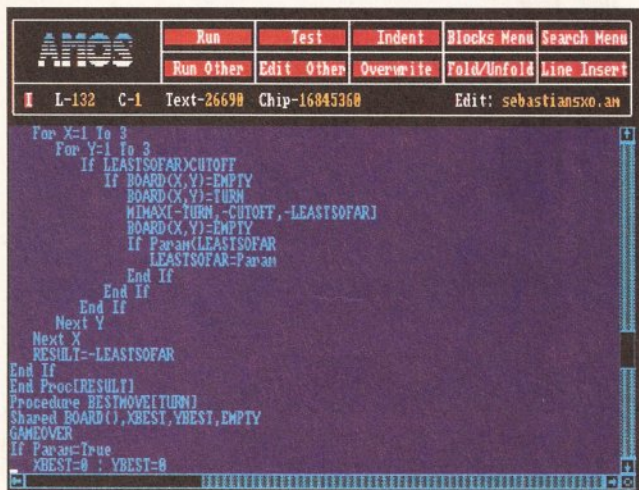 AMOS
Run Test Indent Blocks Menu Search Menu
Run Other Edit Other Overwrite Fold/Unfold Line Insert
I L-132 C-1 Text-26690 Chip-16845360 Edit: sebastiansxo.am
For X=1 To 3
For Y=1 To 3
If LEASTSOFAR>CUTOFF
If BOARD(X,Y)=EMPTY
BOARD(X,Y)=TURN
MIMAX[-TURN,-CUTOFF,-LEASTSOFAR]
BOARD(X,Y)=EMPTY
If Param<LEASTSOFAR
LEASTSOFAR=Param
End If
End If
End If
Next Y
Next X
RESULT=-LEASTSOFAR
End If
End Proc[RESULT]
Procedure BESTMOVE[TURN]
Shared BOARD(),XBEST,YBEST,EMPTY
GAMEOVER
If Param=True
XBEST=0 : YBEST=0